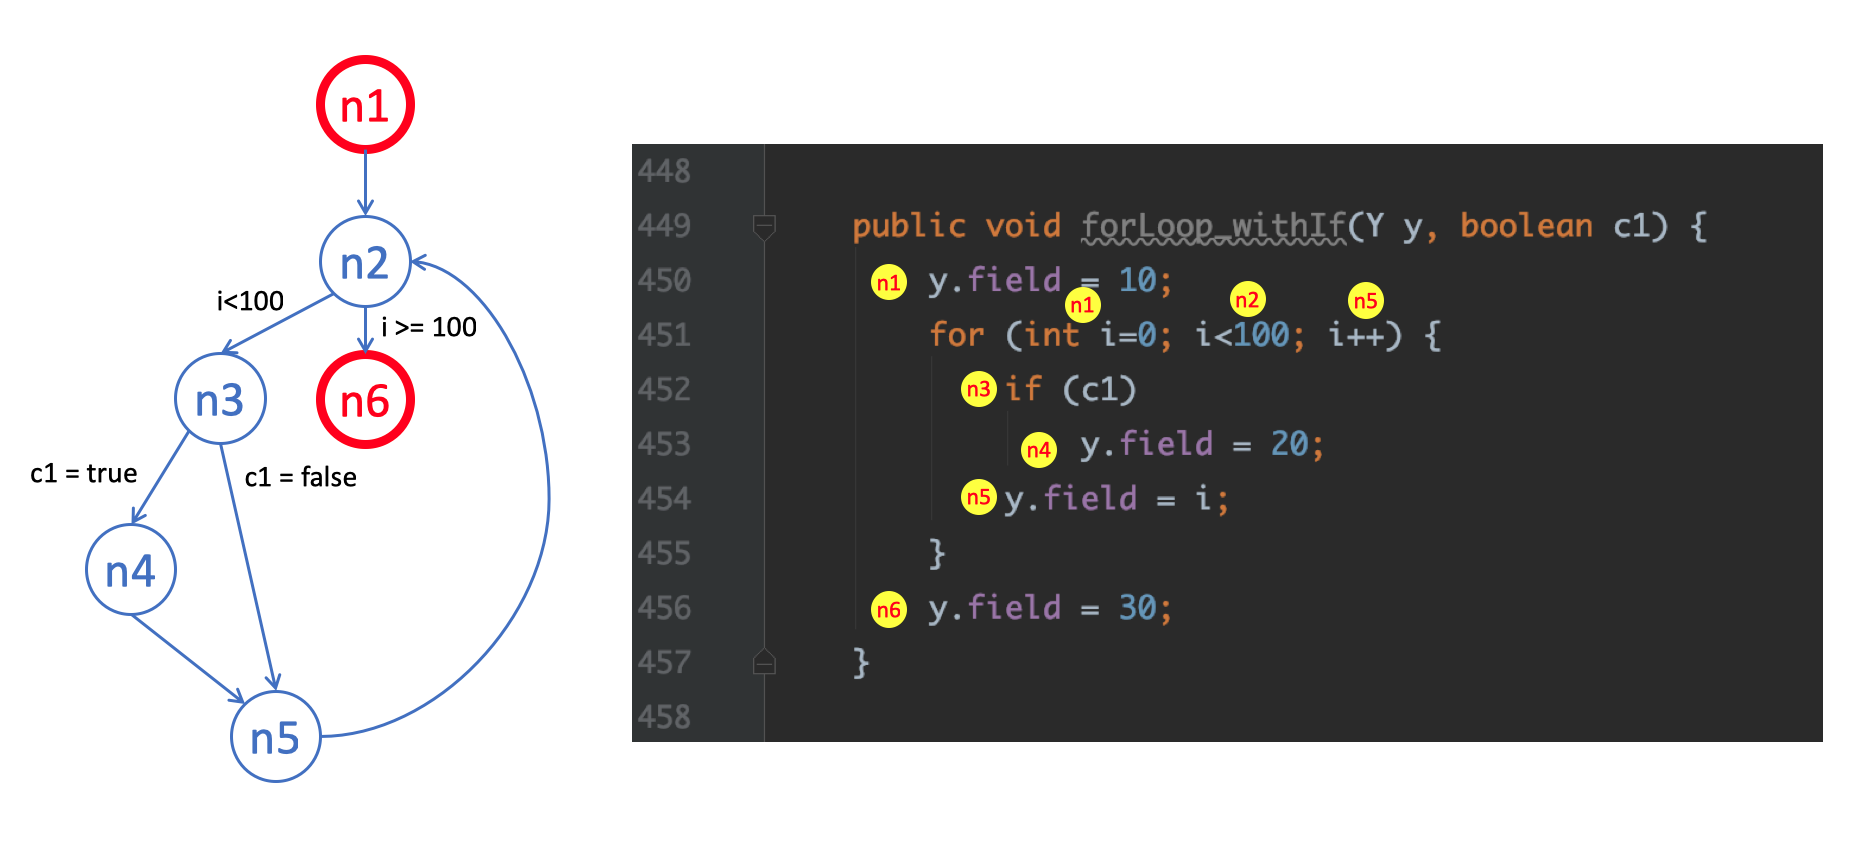 n1
n2
i<100
i >= 100
n3
n6
c1 = true
c1 = false
n4
n5
448
449 public void forLoop_withIf(Y y, boolean c1) {
450 n1 y.field = 10;
n1 n2 n5
451 for (int i=0; i<100; i++) {
452 n3 if (c1)
453 n4 y.field = 20;
454 n5 y.field = i;
455 }
456 n6 y.field = 30;
457 }
458